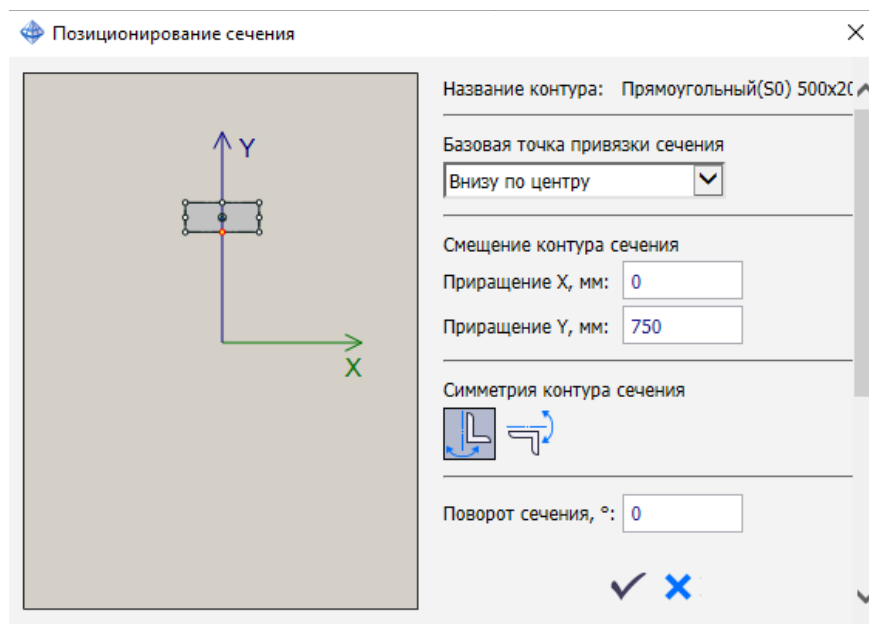 Позиционирование сечения
Название контура: Прямоугольный(S0) 500x20
Базовая точка привязки сечения
Внизу по центру
Смещение контура сечения
Приращение X, мм: 0
Приращение Y, мм: 750
Симметрия контура сечения
Поворот сечения, °: 0
Y
X